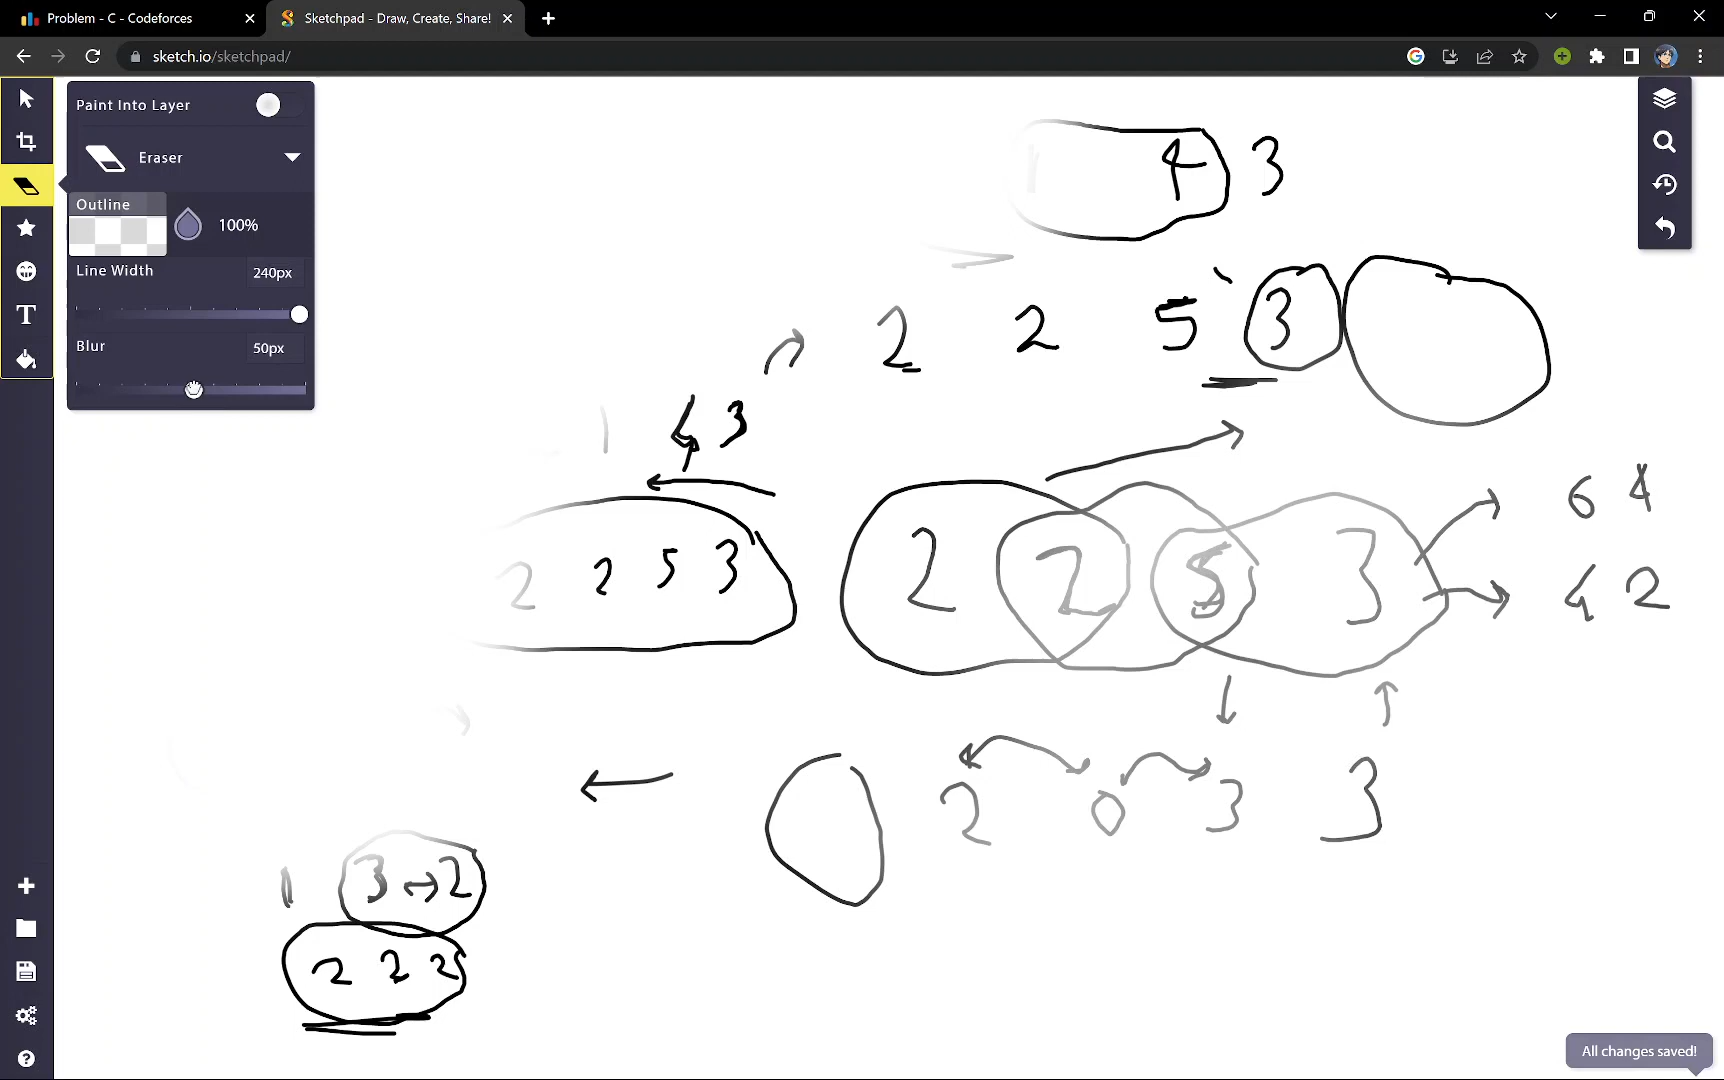 Problem - C - Codeforces
Sketchpad - Draw, Create, Share!
sketch.io/sketchpad/
Paint Into Layer
Eraser
Outline
100%
Line Width
240px
Blur
50px
4 3
2 2 5 3
1 4 3
6 4
2 2 5 3
2 2 5 3
4 2
2 0 3 3
1 3 ↔ 2
2 2 2
All changes saved!